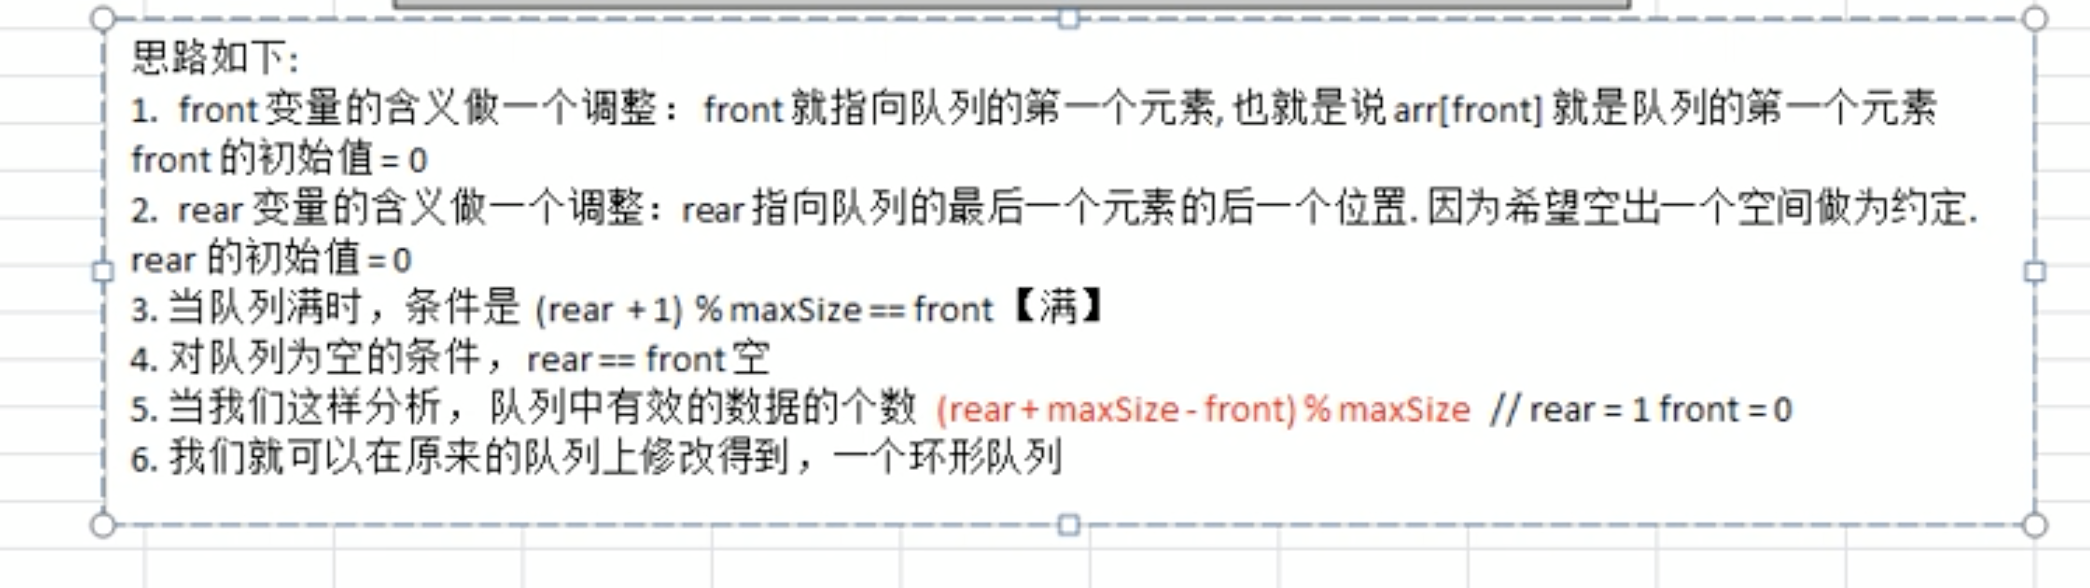 思路如下:
1. front 变量的含义做一个调整：front 就指向队列的第一个元素, 也就是说 arr[front] 就是队列的第一个元素
front 的初始值 = 0
2. rear 变量的含义做一个调整：rear 指向队列的最后一个元素的后一个位置. 因为希望空出一个空间做为约定.
rear 的初始值 = 0
3. 当队列满时，条件是 (rear + 1) % maxSize == front 【满】
4. 对队列为空的条件，rear == front 空
5. 当我们这样分析，队列中有效的数据的个数 (rear + maxSize - front) % maxSize // rear = 1 front = 0
6. 我们就可以在原来的队列上修改得到，一个环形队列